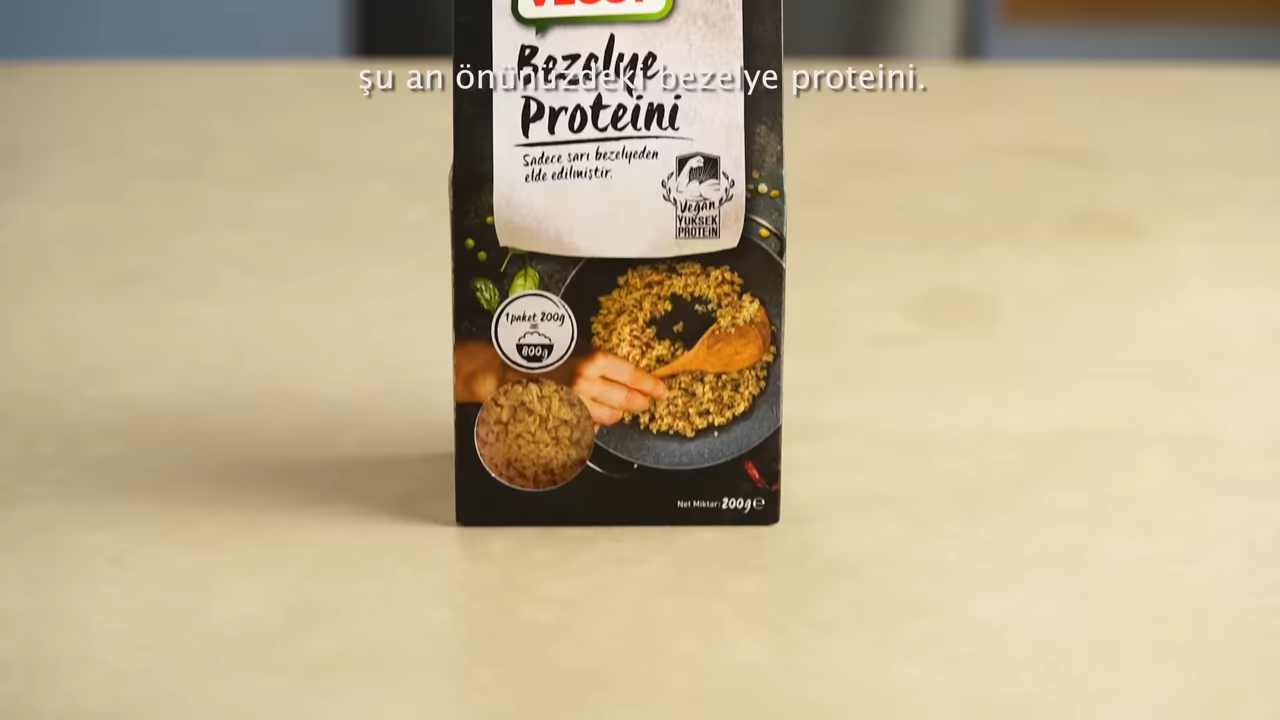 Bezelye
şu an önünüzdeki bezelye proteini.
Proteini
Sadece sarı bezelyeden
elde edilmiştir.
Vegan
YÜKSEK
PROTEİN
1 paket 200g
800g
Net Miktar: 200g e